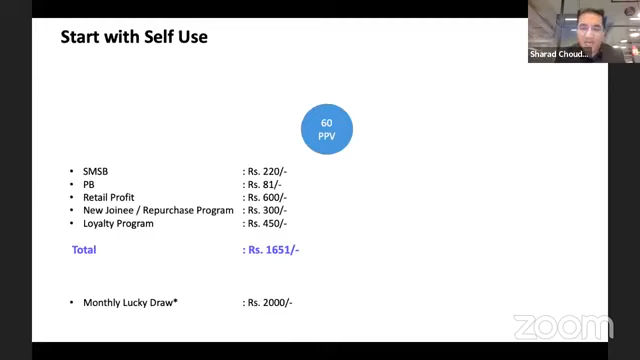 Start with Self Use
Sharad Choud...
60
PPV
• SMSB : Rs. 220/-
• PB : Rs. 81/-
• Retail Profit : Rs. 600/-
• New Joinee / Repurchase Program : Rs. 300/-
• Loyalty Program : Rs. 450/-
Total : Rs. 1651/-
• Monthly Lucky Draw* : Rs. 2000/-
zoom